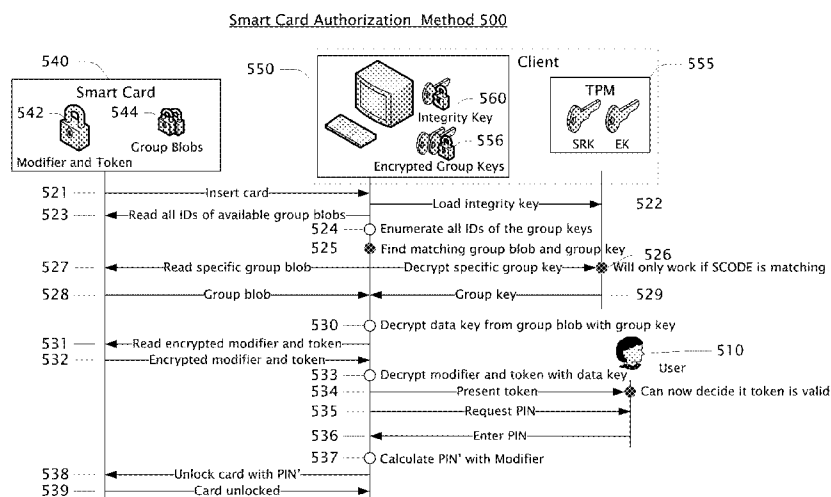 Smart Card Authorization Method 500
540
Smart Card
542
544
Group Blobs
Modifier and Token
550
Client
560
Integrity Key
556
Encrypted Group Keys
555
TPM
SRK
EK
521
Insert card
Load integrity key
522
523
Read all IDs of available group blobs
524
Enumerate all IDs of the group keys
525
Find matching group blob and group key
526
527
Read specific group blob
Decrypt specific group key
Will only work if SCODE is matching
528
Group blob
Group key
529
530
Decrypt data key from group blob with group key
531
Read encrypted modifier and token
532
Encrypted modifier and token
510
User
533
Decrypt modifier and token with data key
534
Present token
Can now decide it token is valid
535
Request PIN
536
Enter PIN
537
Calculate PIN' with Modifier
538
Unlock card with PIN'
539
Card unlocked